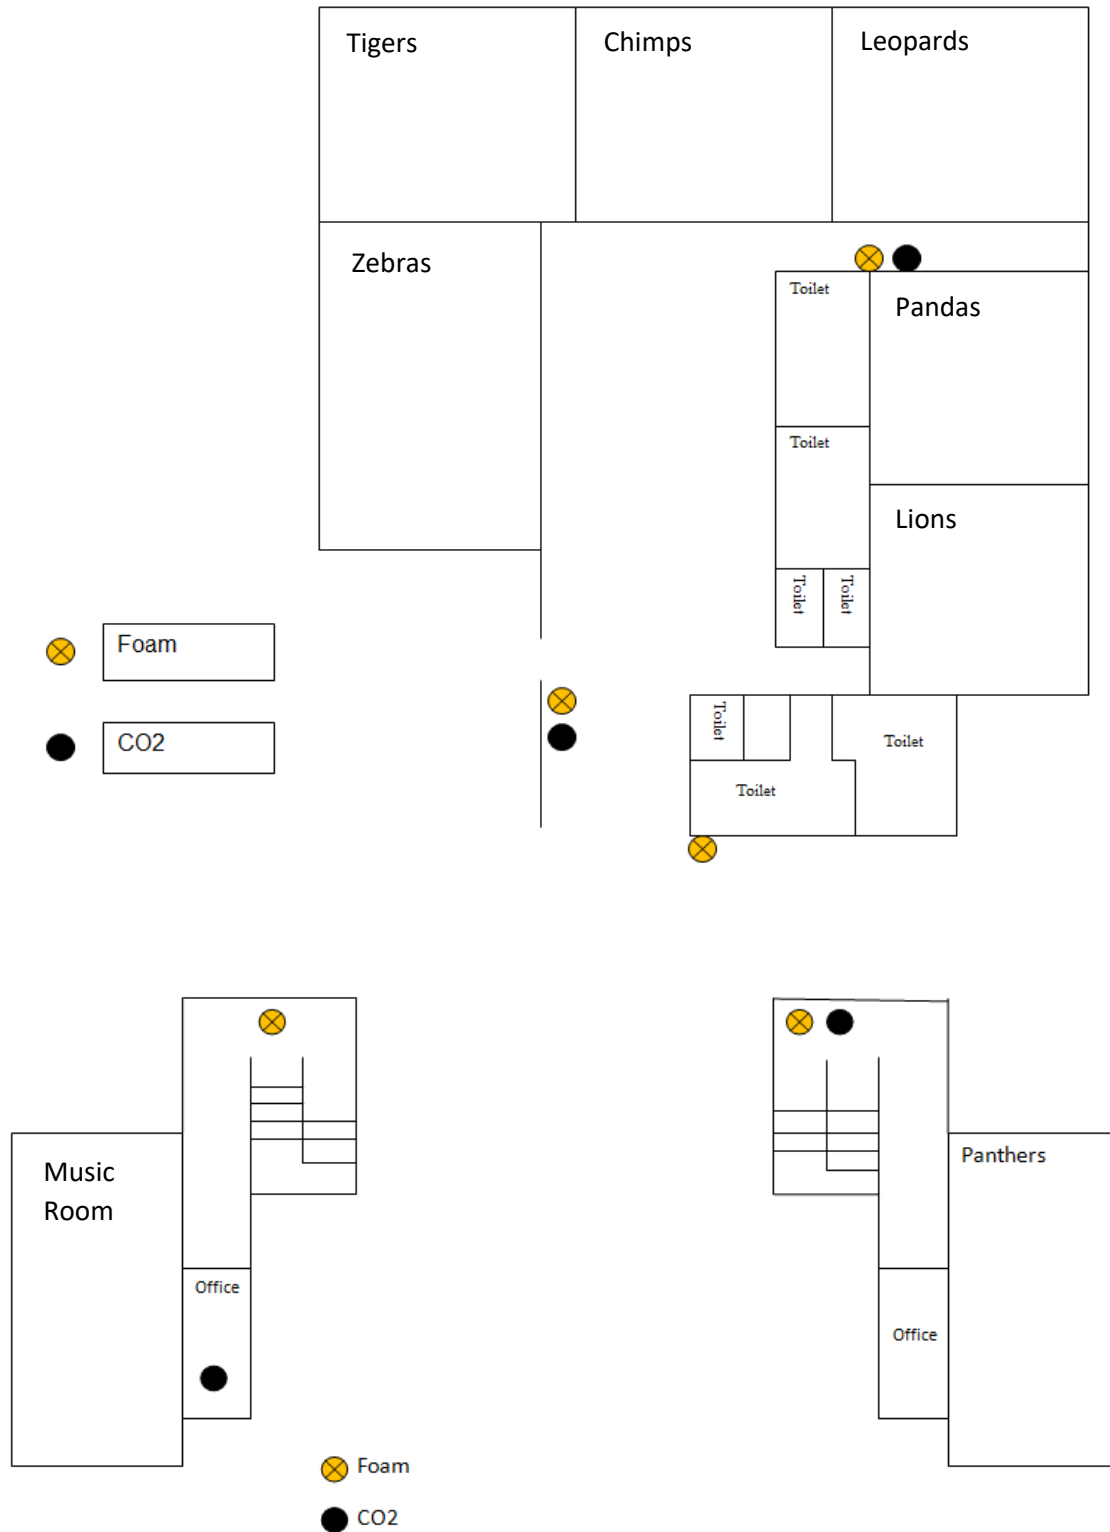 Tigers
Chimps
Leopards
Zebras
Toilet
Pandas
Toilet
Lions
Toilet
Toilet
Foam
CO2
Toilet
Toilet
Toilet
Music
Room
Panthers
Office
Office
Foam
CO2